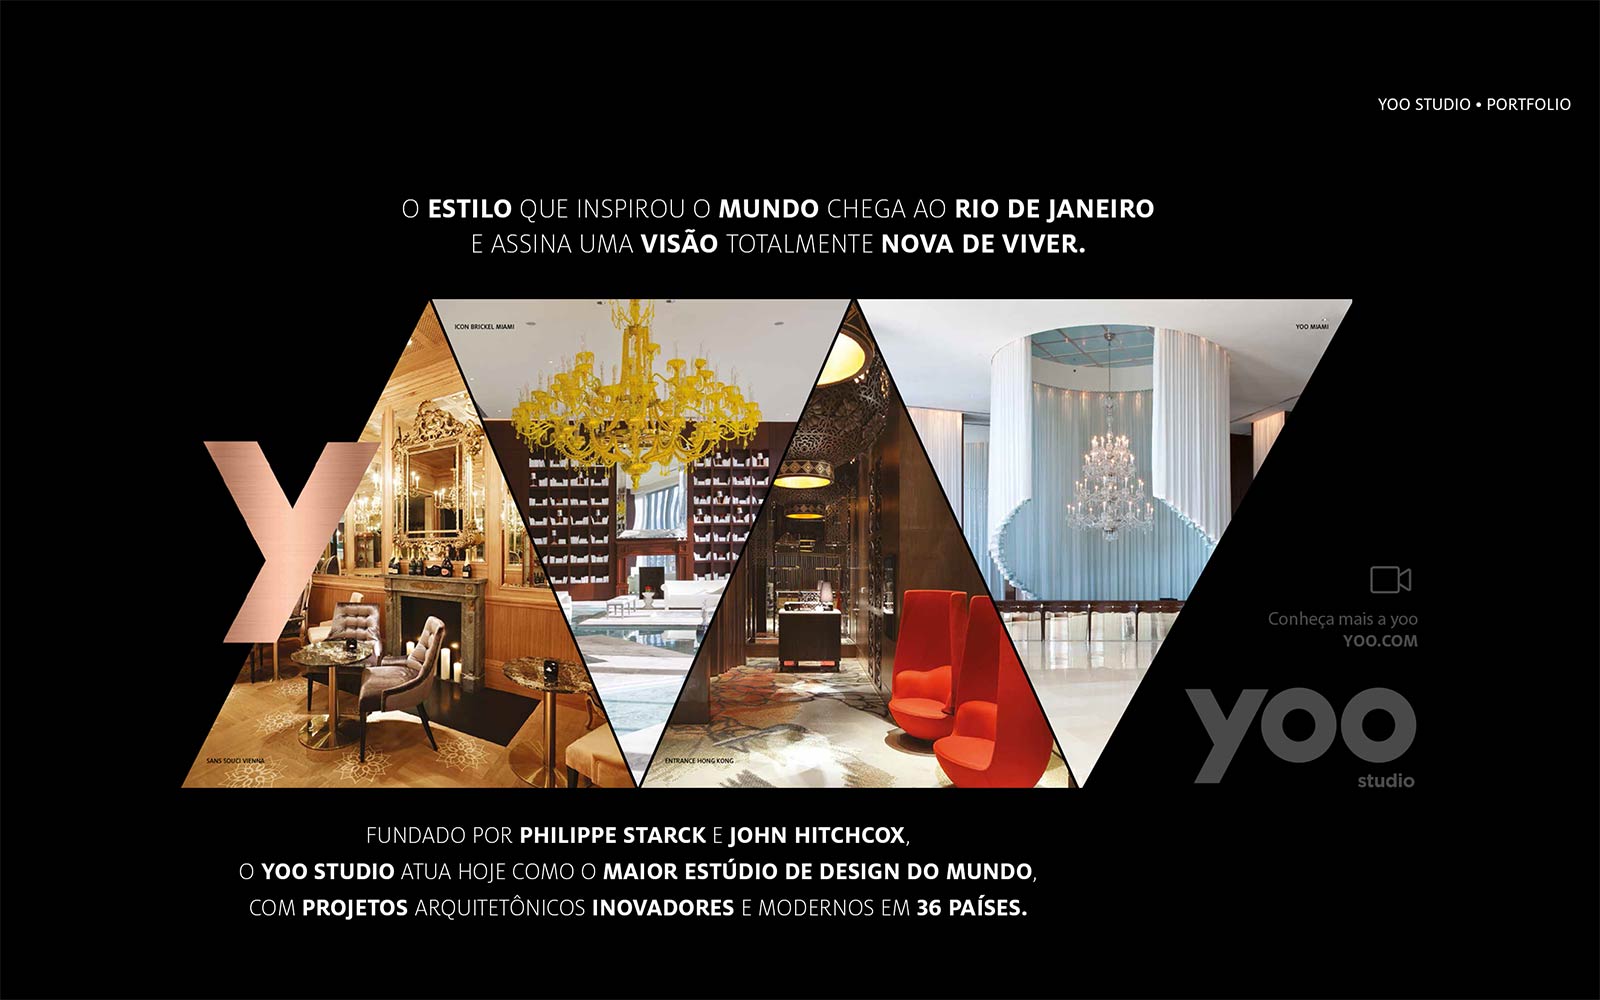 YOO STUDIO • PORTFOLIO
O ESTILO QUE INSPIROU O MUNDO CHEGA AO RIO DE JANEIRO
E ASSINA UMA VISÃO TOTALMENTE NOVA DE VIVER.
ICON BRICKEL MIAMI
YOO MIAMI
Y
SANS SOUCI VIENNA
ENTRANCE HONG KONG
Conheça mais a yoo
YOO.COM
yoo
studio
FUNDADO POR PHILIPPE STARCK E JOHN HITCHCOX,
O YOO STUDIO ATUA HOJE COMO O MAIOR ESTÚDIO DE DESIGN DO MUNDO,
COM PROJETOS ARQUITETÔNICOS INOVADORES E MODERNOS EM 36 PAÍSES.